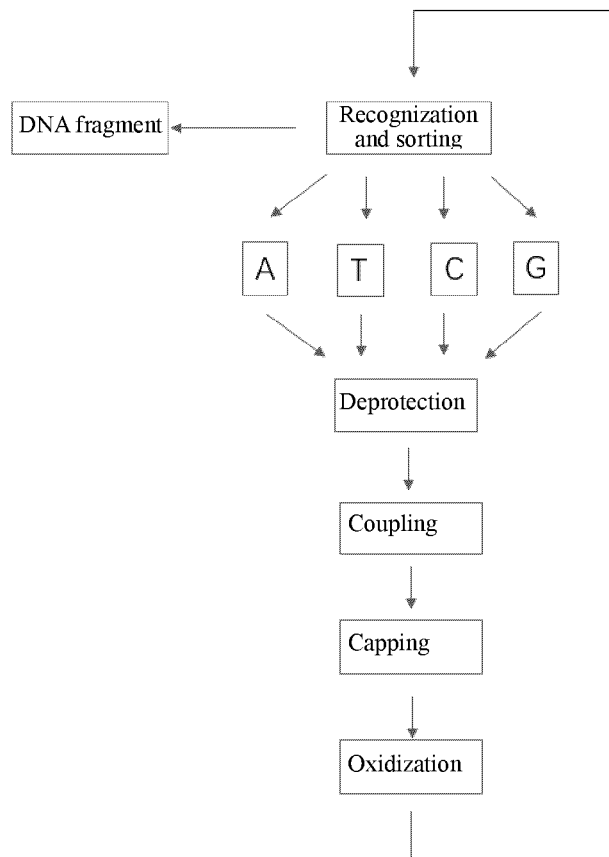 DNA fragment
Recognization
and sorting
A
T
C
G
Deprotection
Coupling
Capping
Oxidization